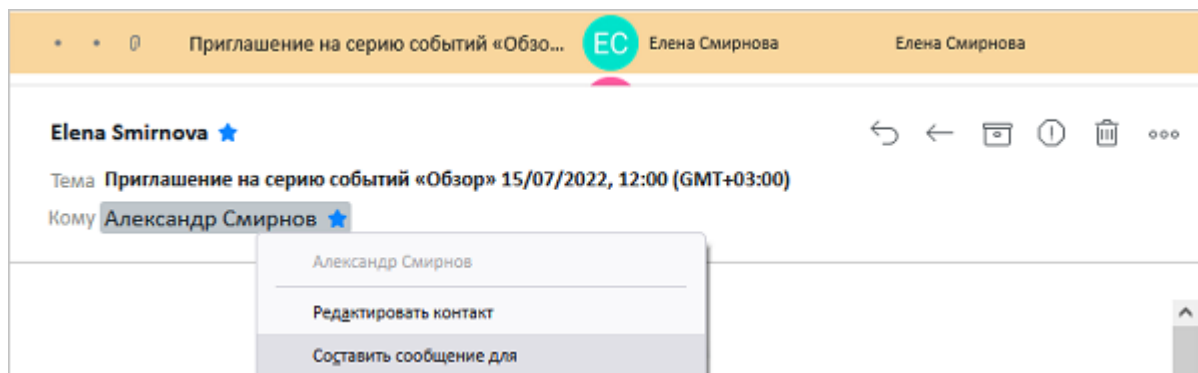 Приглашение на серию событий «Обзо... ЕС Елена Смирнова Елена Смирнова
Elena Smirnova
Тема Приглашение на серию событий «Обзор» 15/07/2022, 12:00 (GMT+03:00)
Кому Александр Смирнов
Александр Смирнов
Редактировать контакт
Составить сообщение для